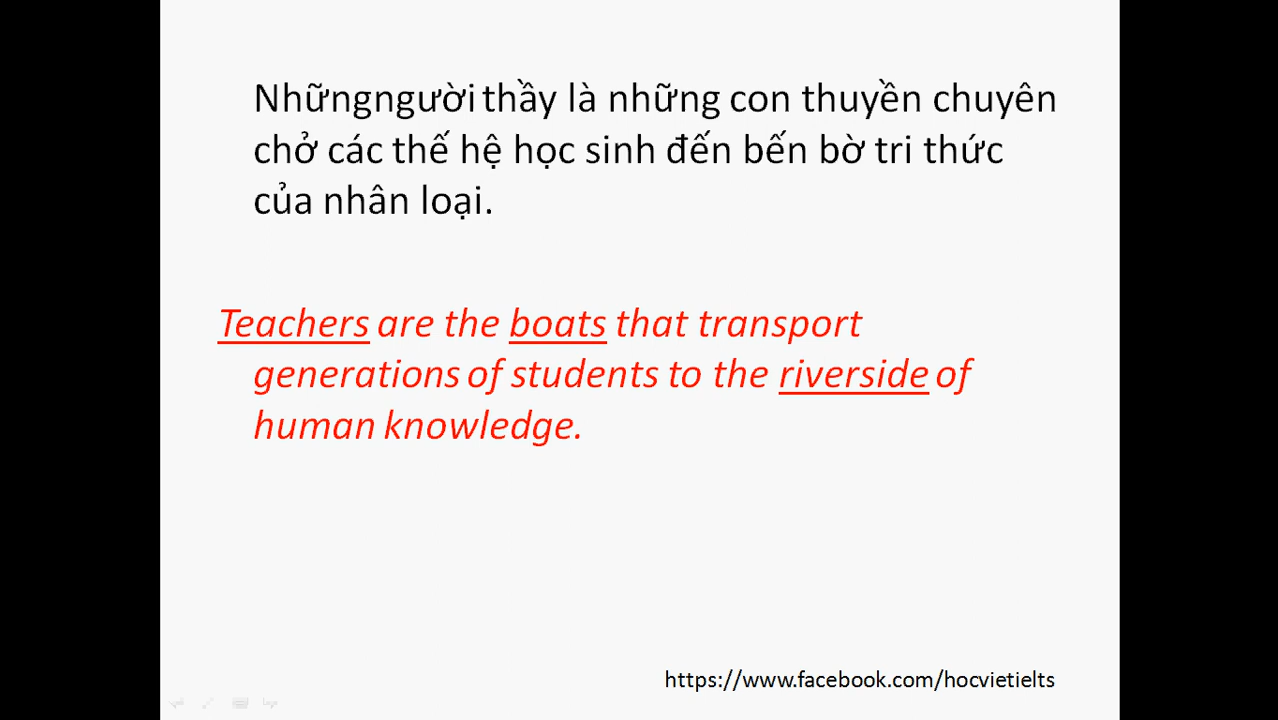 Nhữngngười thầy là những con thuyền chuyên
chở các thế hệ học sinh đến bến bờ tri thức
của nhân loại.
Teachers are the boats that transport
generations of students to the riverside of
human knowledge.
https://www.facebook.com/hocvietielts